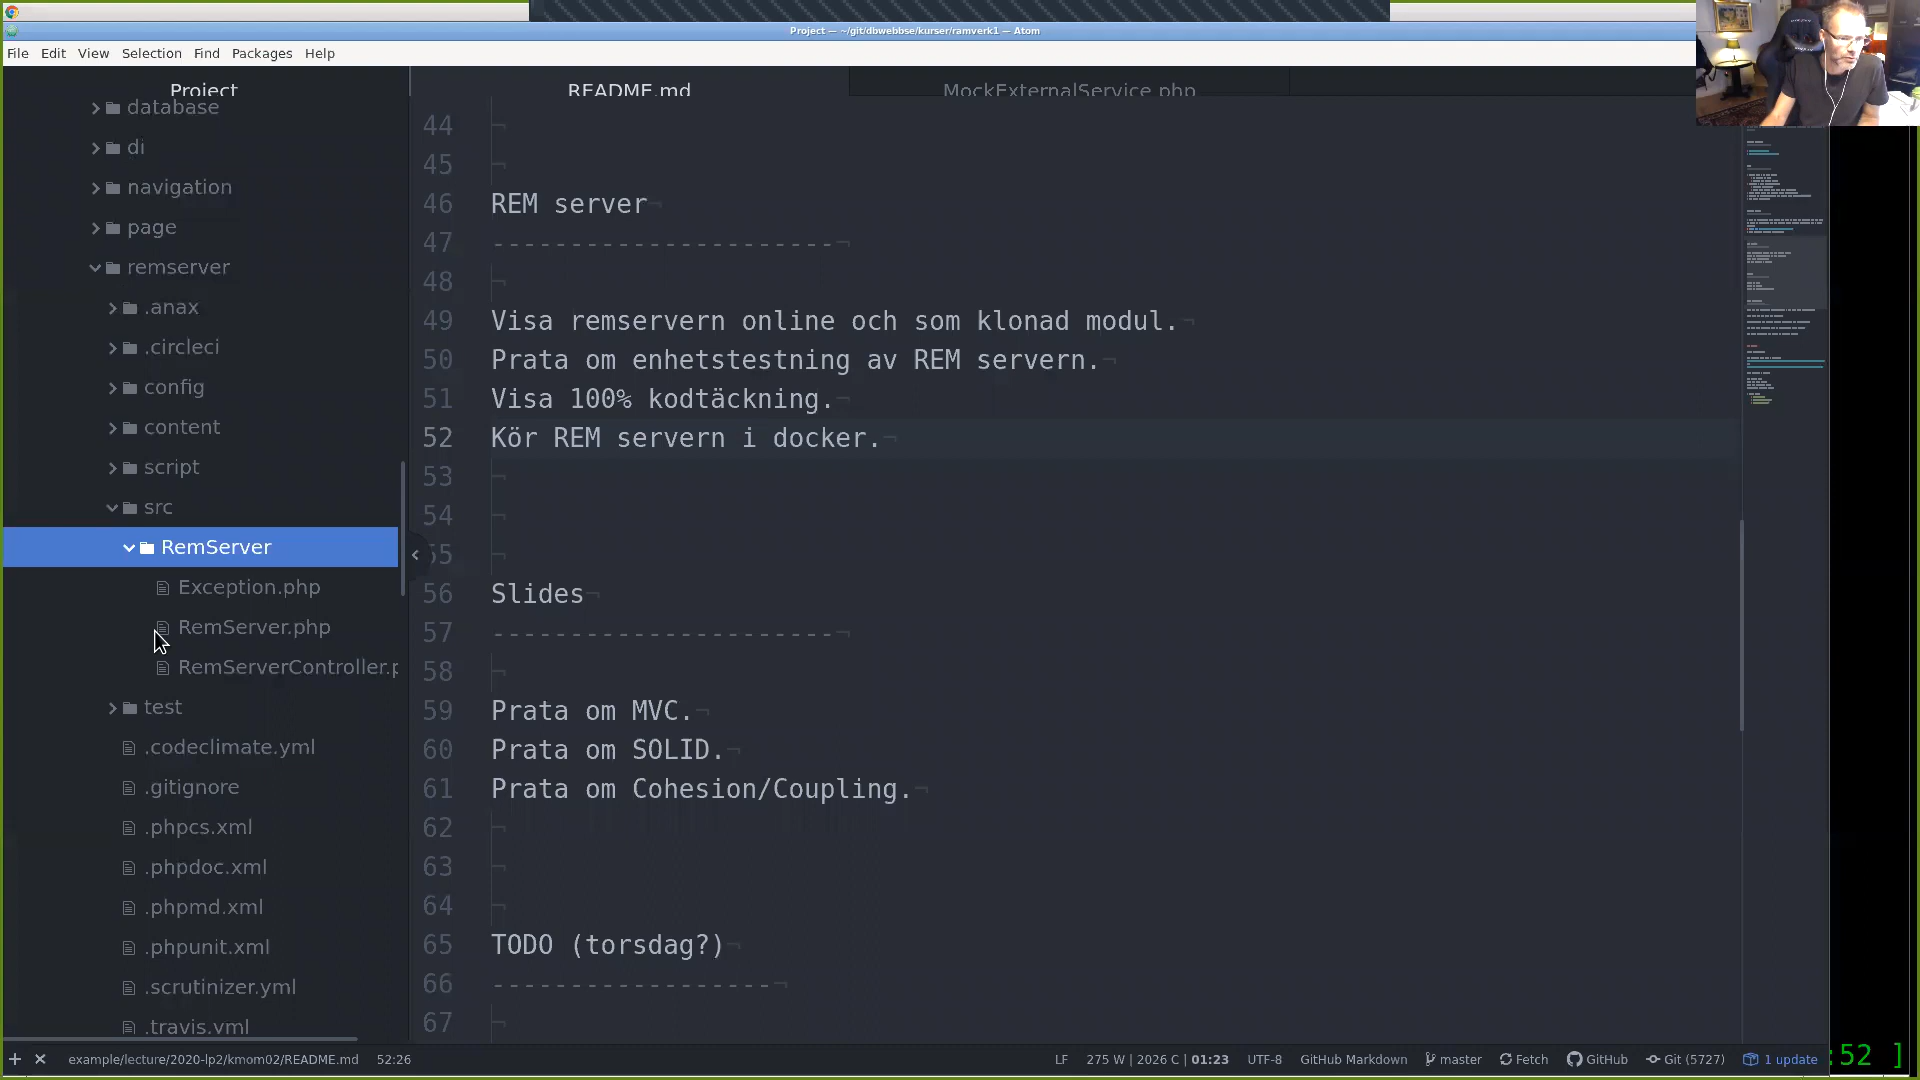 Project — ~/git/dbwebbse/kurser/ramverk1 — Atom
File Edit View Selection Find Packages Help
Project
README.md
MockExternalService.php
database
di
navigation
page
remserver
.anax
.circleci
config
content
script
src
RemServer
Exception.php
RemServer.php
RemServerController.p
test
.codeclimate.yml
.gitignore
.phpcs.xml
.phpdoc.xml
.phpmd.xml
.phpunit.xml
.scrutinizer.yml
.travis.yml
44 ¬
45 ¬
46 REM server¬
47 ----------------------¬
48 ¬
49 Visa remservern online och som klonad modul.¬
50 Prata om enhetstestning av REM servern.¬
51 Visa 100% kodtäckning.¬
52 Kör REM servern i docker.¬
53 ¬
54 ¬
55 ¬
56 Slides¬
57 ----------------------¬
58 ¬
59 Prata om MVC.¬
60 Prata om SOLID.¬
61 Prata om Cohesion/Coupling.¬
62 ¬
63 ¬
64 ¬
65 TODO (torsdag?)¬
66 ------------------¬
67 ¬
example/lecture/2020-lp2/kmom02/README.md 52:26
LF 275 W | 2026 C | 01:23 UTF-8 GitHub Markdown master Fetch GitHub Git (5727) 1 update
:52 ]